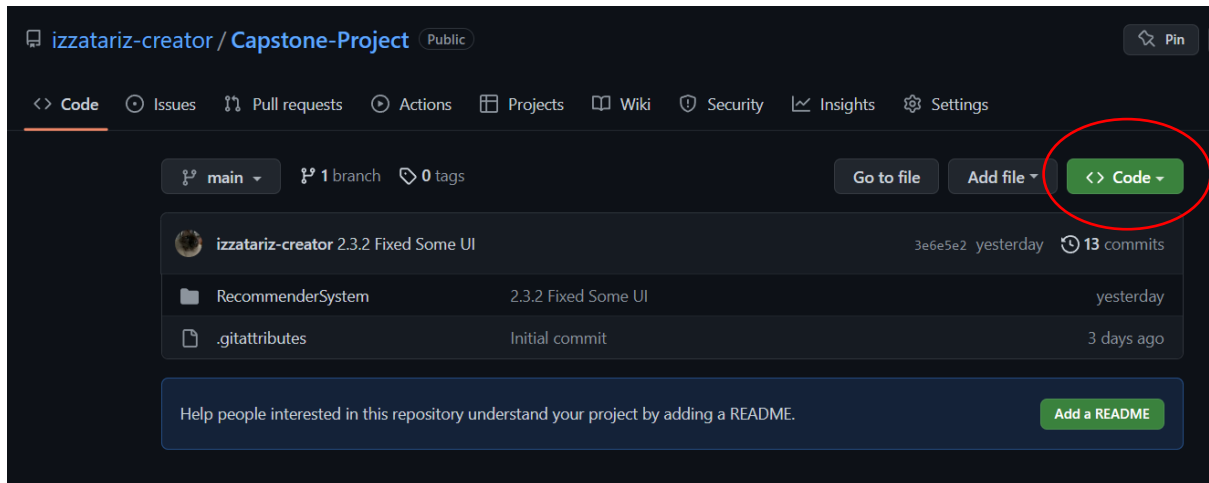 izzatariz-creator / Capstone-Project Public Pin
Code Issues Pull requests Actions Projects Wiki Security Insights Settings
main 1 branch 0 tags Go to file Add file <> Code
izzatariz-creator 2.3.2 Fixed Some UI 3e6e5e2 yesterday 13 commits
RecommenderSystem 2.3.2 Fixed Some UI yesterday
.gitattributes Initial commit 3 days ago
Help people interested in this repository understand your project by adding a README. Add a README